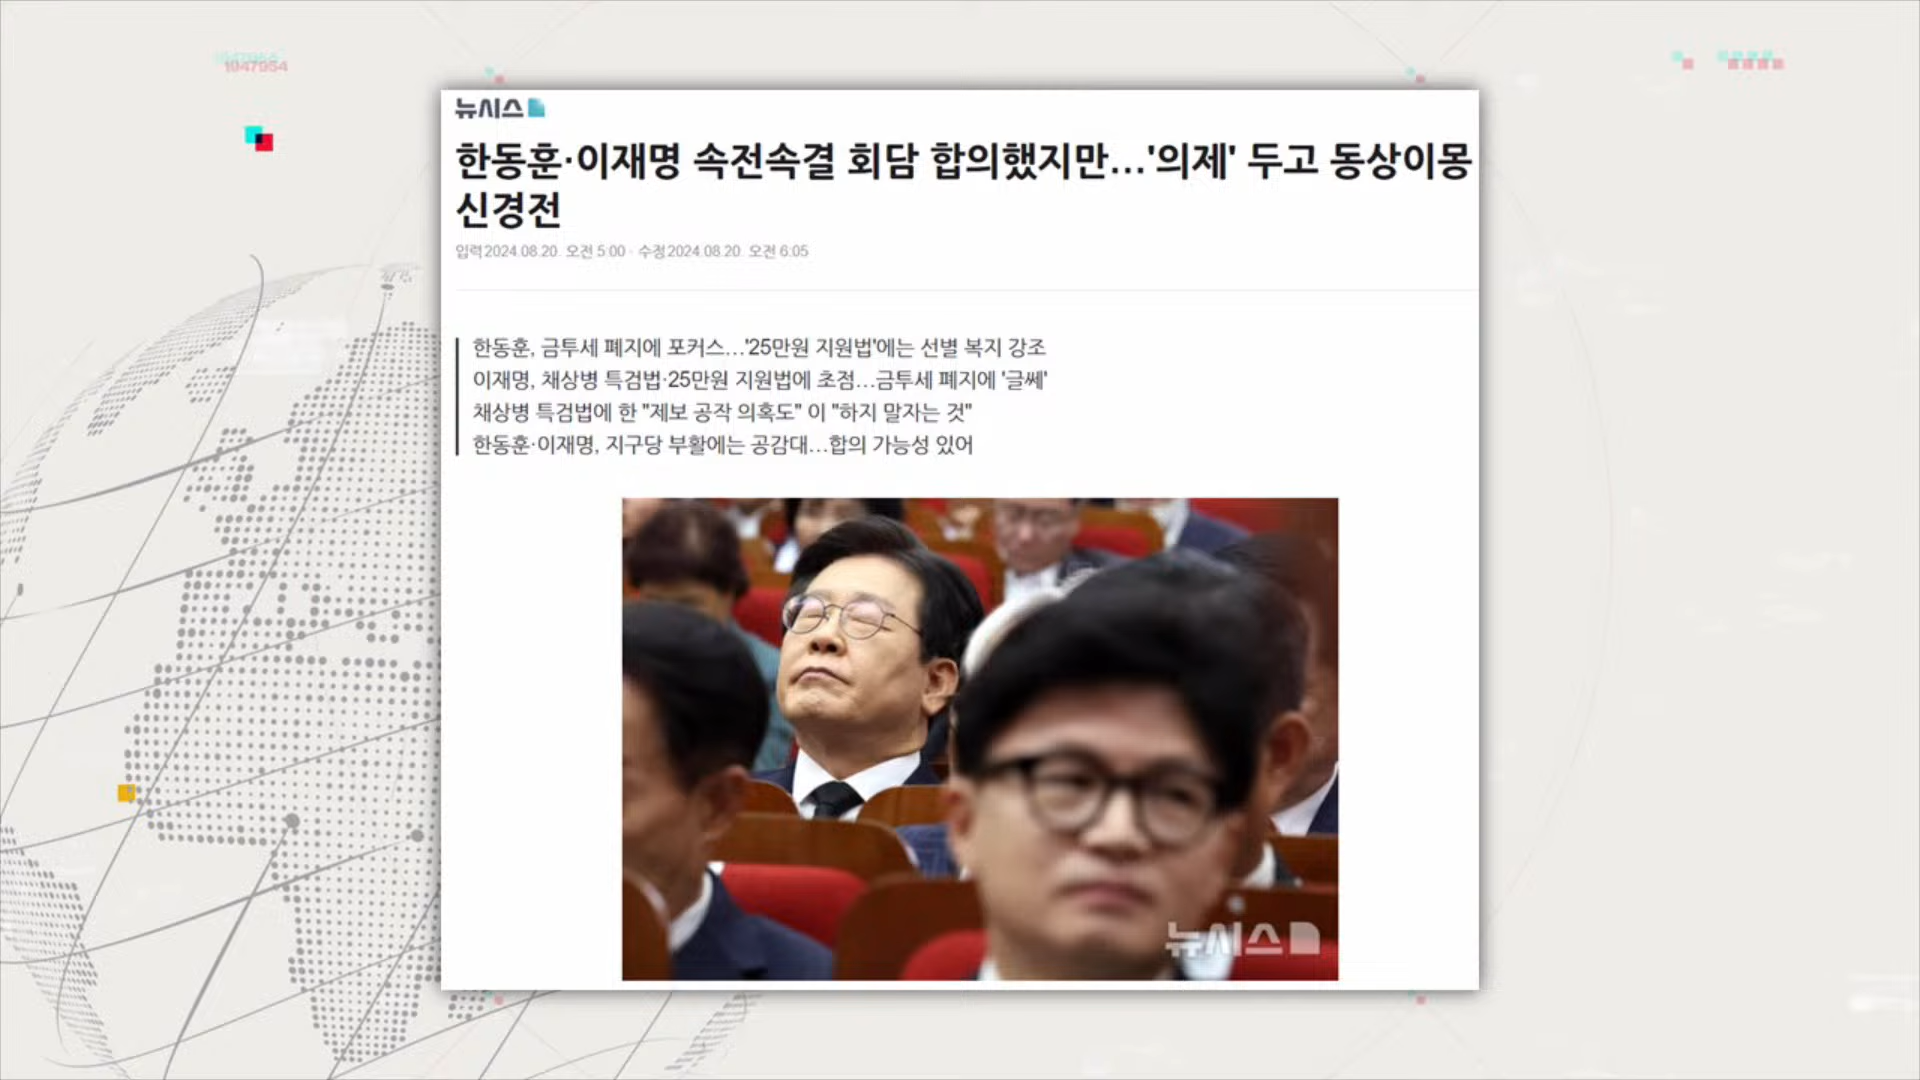 1947954
뉴시스
한동훈·이재명 속전속결 회담 합의했지만…'의제' 두고 동상이몽
신경전
입력2024.08.20. 오전 5:00 · 수정2024.08.20. 오전 6:05
한동훈, 금투세 폐지에 포커스…'25만원 지원법'에는 선별 복지 강조
이재명, 채상병 특검법·25만원 지원법에 초점…금투세 폐지에 '글쎄'
채상병 특검법에 한 "제보 공작 의혹도" 이 "하지 말자는 것"
한동훈·이재명, 지구당 부활에는 공감대…합의 가능성 있어
뉴시스